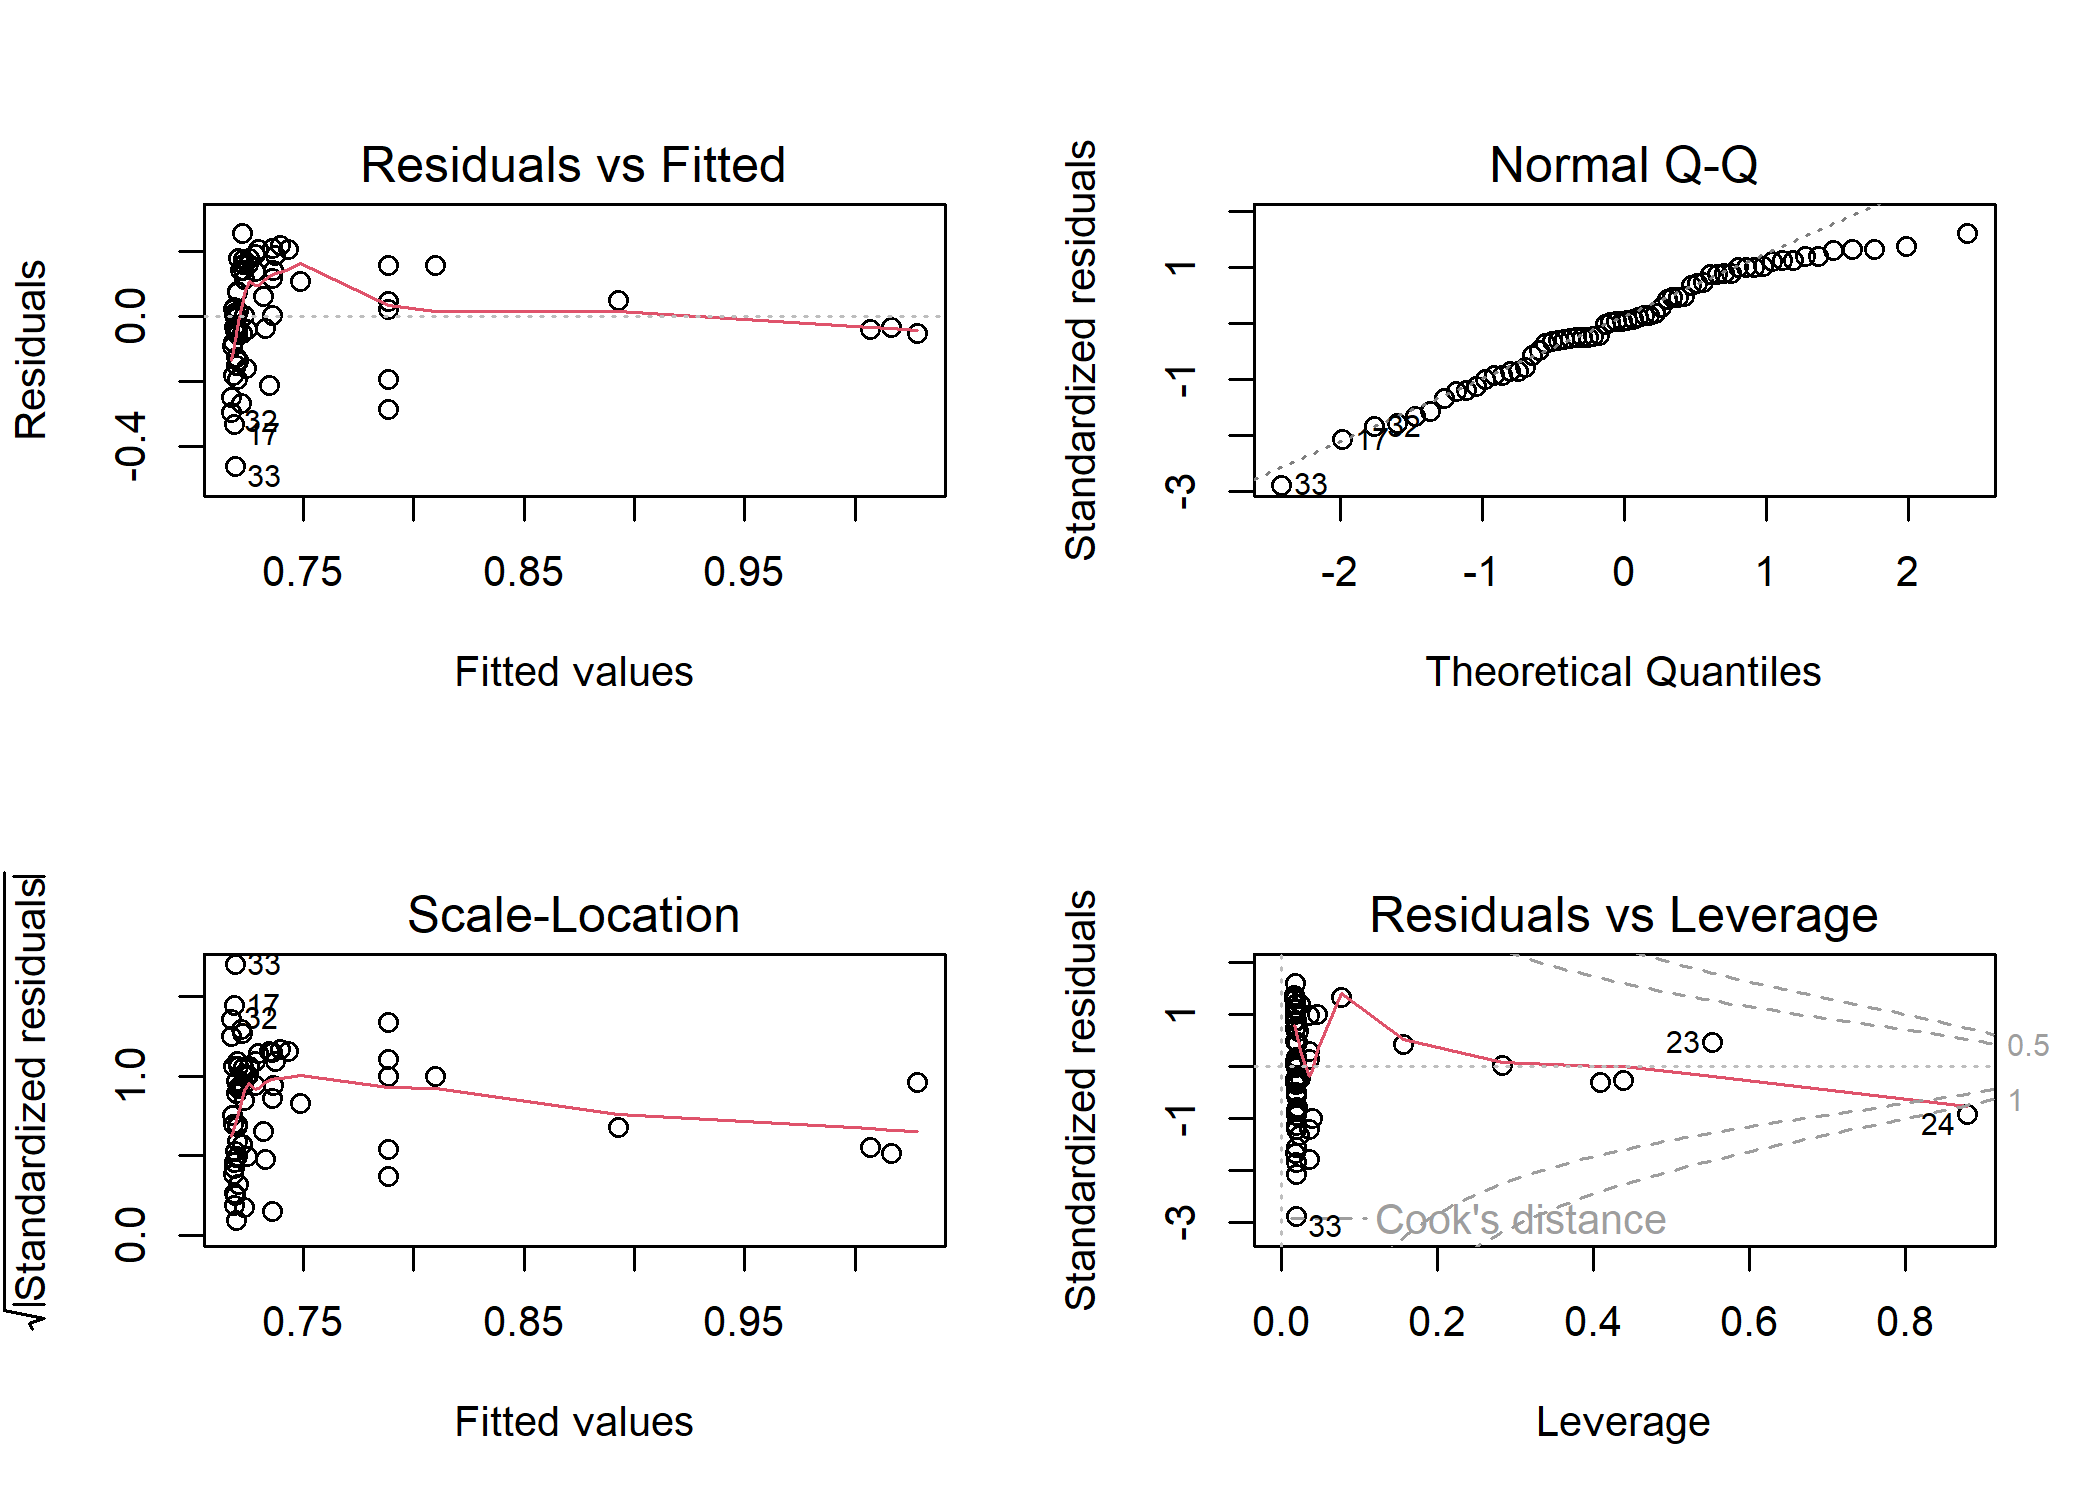 Residuals vs Fitted
Residuals
0.0
-0.4
32
17
33
0.75 0.85 0.95
Fitted values
Normal Q-Q
Standardized residuals
1
-1
-3
1732
33
-2 -1 0 1 2
Theoretical Quantiles
Scale-Location
√|Standardized residuals|
1.0
0.0
33
17
32
0.75 0.85 0.95
Fitted values
Residuals vs Leverage
Standardized residuals
1
-1
-3
23
0.5
1
24
33
Cook's distance
0.0 0.2 0.4 0.6 0.8
Leverage